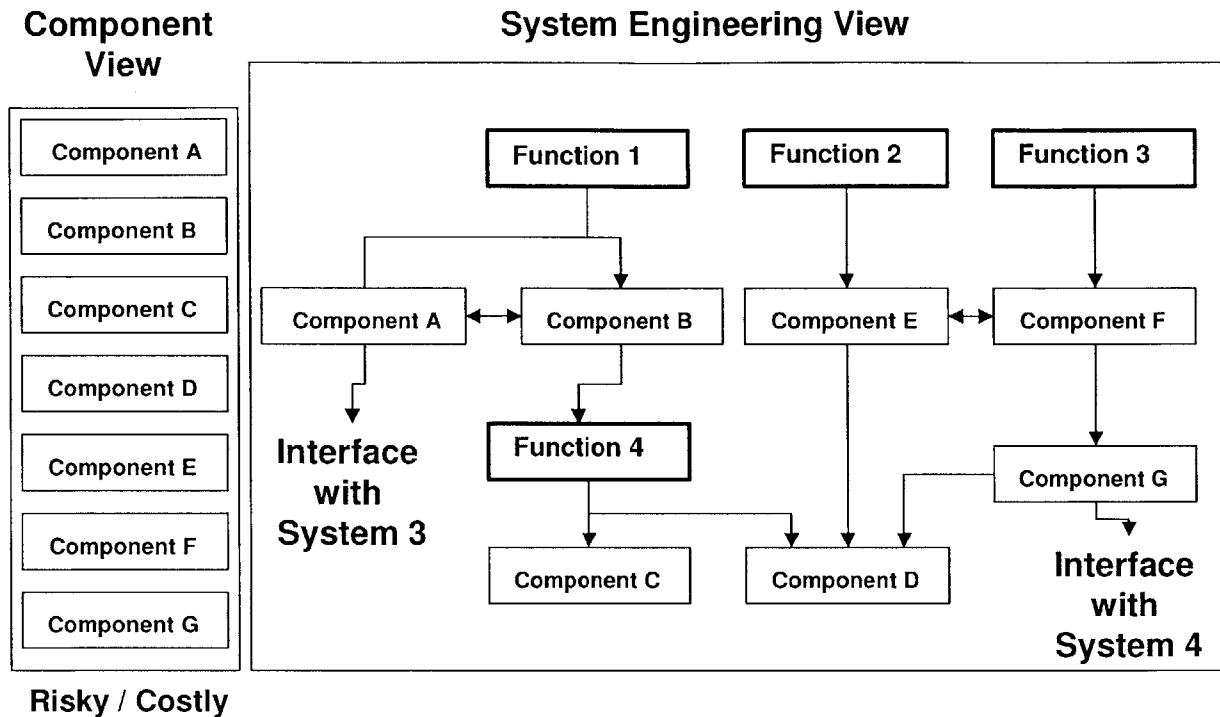 Component
View
System Engineering View
Component A
Component B
Component C
Component D
Component E
Component F
Component G
Risky / Costly
Function 1
Function 2
Function 3
Component A
Component B
Component E
Component F
Interface
with
System 3
Function 4
Component G
Component C
Component D
Interface
with
System 4